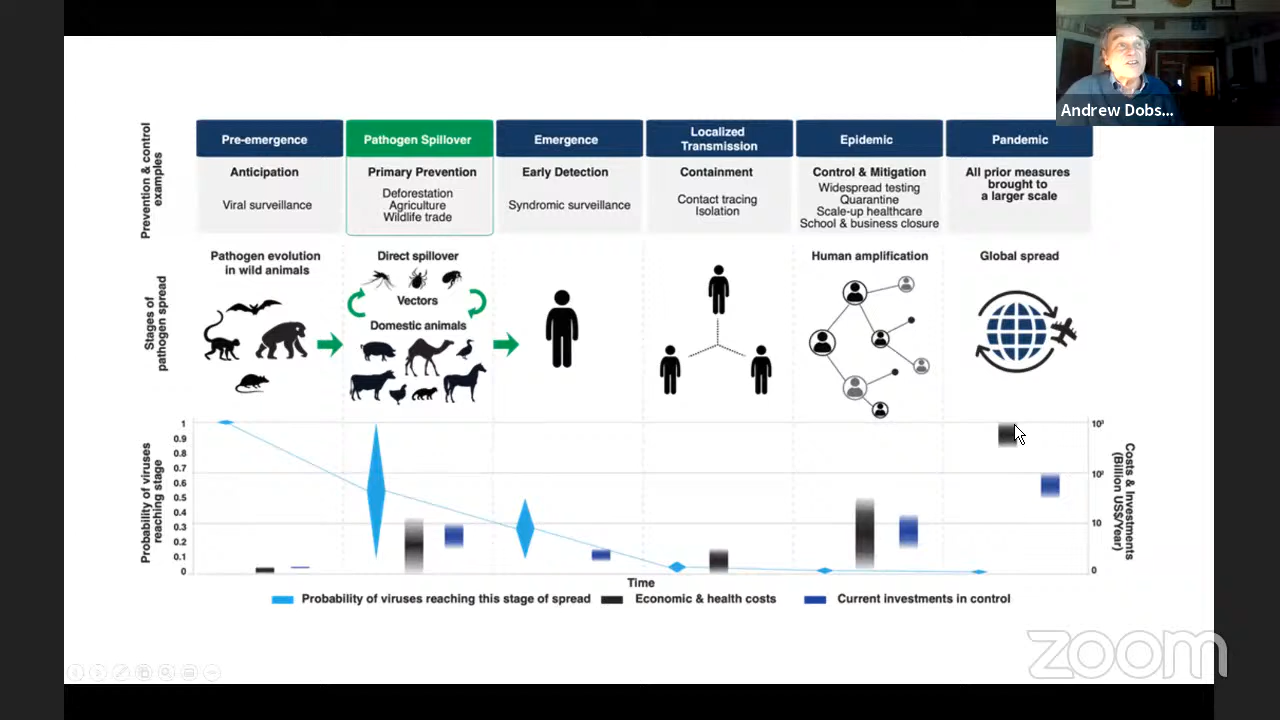 Andrew Dobs...
Prevention & control
examples
Pre-emergence
Anticipation
Viral surveillance
Pathogen Spillover
Primary Prevention
Deforestation
Agriculture
Wildlife trade
Emergence
Early Detection
Syndromic surveillance
Localized
Transmission
Containment
Contact tracing
Isolation
Epidemic
Control & Mitigation
Widespread testing
Quarantine
Scale-up healthcare
School & business closure
Pandemic
All prior measures
brought to
a larger scale
Stages of
pathogen spread
Pathogen evolution
in wild animals
Direct spillover
Vectors
Domestic animals
Human amplification
Global spread
Probability of viruses
reaching stage
1
0.9
0.8
0.7
0.6
0.5
0.4
0.3
0.2
0.1
0
10³
10²
10
0
Costs & Investments
(Billion US$/Year)
Time
Probability of viruses reaching this stage of spread
Economic & health costs
Current investments in control
zoom